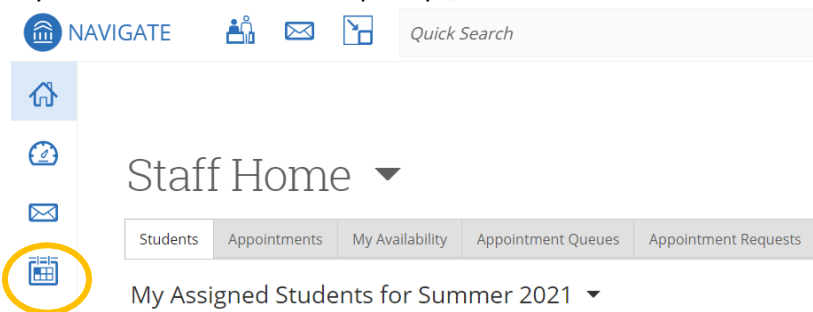 NAVIGATE
Quick Search
Staff Home
Students Appointments My Availability Appointment Queues Appointment Requests
My Assigned Students for Summer 2021